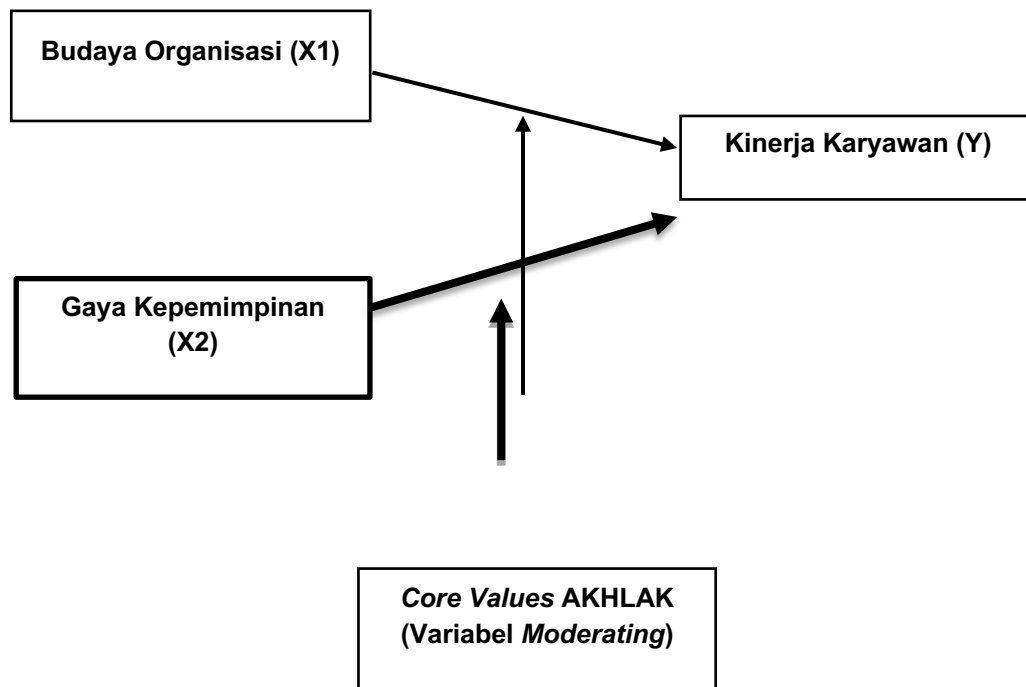 Budaya Organisasi (X1)
Kinerja Karyawan (Y)
Gaya Kepemimpinan
(X2)
Core Values AKHLAK
(Variabel Moderating)